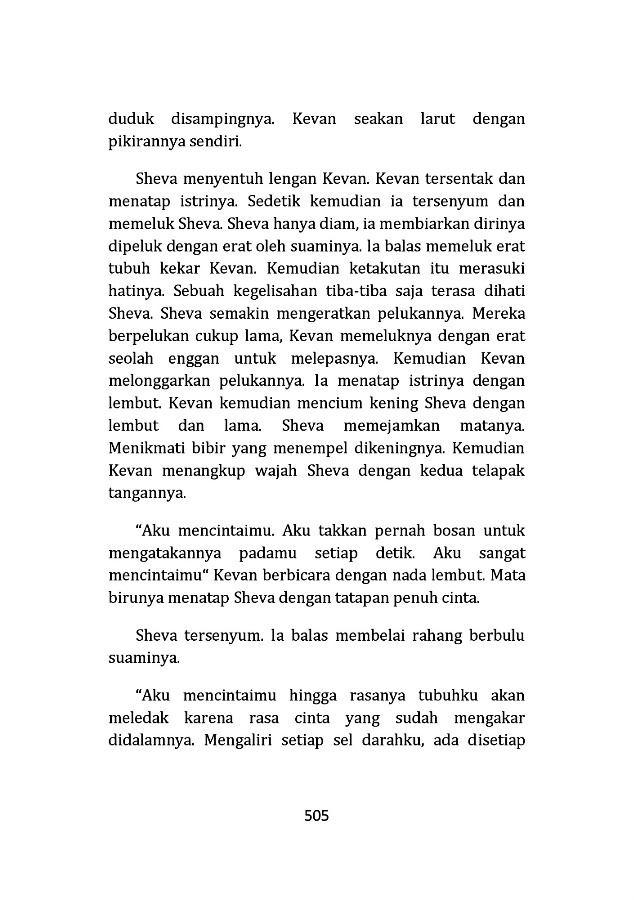 duduk disampingnya. Kevan seakan larut dengan
pikirannya sendiri.
Sheva menyentuh lengan Kevan. Kevan tersentak dan
menatap istrinya. Sedetik kemudian ia tersenyum dan
memeluk Sheva. Sheva hanya diam, ia membiarkan dirinya
dipeluk dengan erat oleh suaminya. Ia balas memeluk erat
tubuh kekar Kevan. Kemudian ketakutan itu merasuki
hatinya. Sebuah kegelisahan tiba-tiba saja terasa dihati
Sheva. Sheva semakin mengeratkan pelukannya. Mereka
berpelukan cukup lama, Kevan memeluknya dengan erat
seolah enggan untuk melepasnya. Kemudian Kevan
melonggarkan pelukannya. Ia menatap istrinya dengan
lembut. Kevan kemudian mencium kening Sheva dengan
lembut dan lama. Sheva memejamkan matanya.
Menikmati bibir yang menempel dikeningnya. Kemudian
Kevan menangkup wajah Sheva dengan kedua telapak
tangannya.
“Aku mencintaimu. Aku takkan pernah bosan untuk
mengatakannya padamu setiap detik. Aku sangat
mencintaimu“ Kevan berbicara dengan nada lembut. Mata
birunya menatap Sheva dengan tatapan penuh cinta.
Sheva tersenyum. Ia balas membelai rahang berbulu
suaminya.
“Aku mencintaimu hingga rasanya tubuhku akan
meledak karena rasa cinta yang sudah mengakar
didalamnya. Mengaliri setiap sel darahku, ada disetiap
505